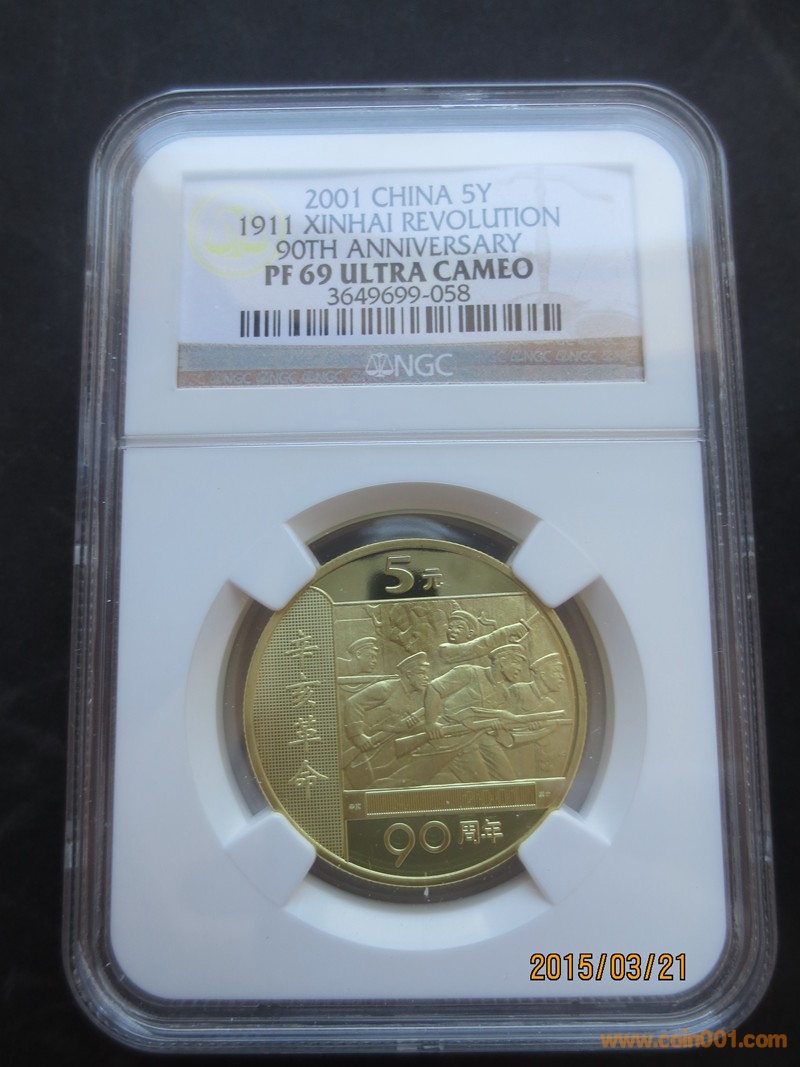 2001 CHINA 5Y
1911 XINHAI REVOLUTION
90TH ANNIVERSARY
PF 69 ULTRA CAMEO
3649699-058
NGC
5元
辛亥革命
90周年
2015/03/21
www.coin001.com